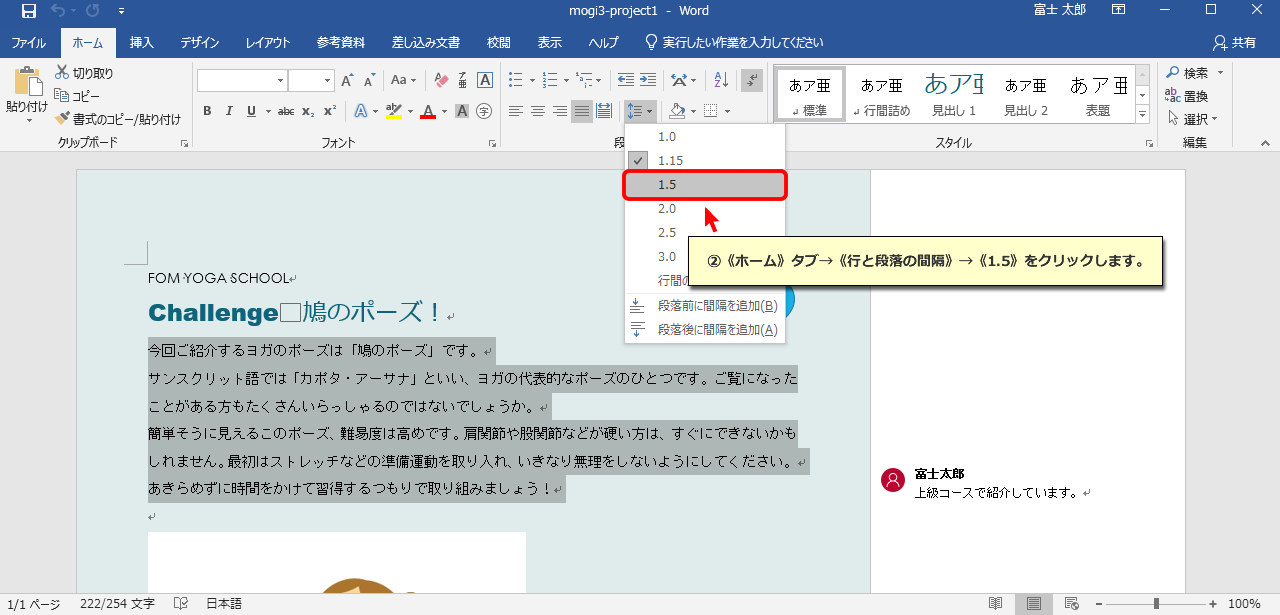 mogi3-project1 - Word
富士 太郎
ファイル
ホーム
挿入
デザイン
レイアウト
参考資料
差し込み文書
校閲
表示
ヘルプ
実行したい作業を入力してください
共有
貼り付け
切り取り
コピー
書式のコピー/貼り付け
クリップボード
フォント
段
あア亜
標準
あア亜
行間詰め
あア亜
見出し 1
あア亜
見出し 2
あア亜
表題
スタイル
検索
置換
選択
編集
1.0
1.15
1.5
2.0
2.5
3.0
行間の
段落前に間隔を追加(B)
段落後に間隔を追加(A)
②《ホーム》タブ→《行と段落の間隔》→《1.5》をクリックします。
FOM・YOGA・SCHOOL
Challenge□鳩のポーズ！
今回ご紹介するヨガのポーズは「鳩のポーズ」です。
サンスクリット語では「カポタ・アーサナ」といい、ヨガの代表的なポーズのひとつです。ご覧になった
ことがある方もたくさんいらっしゃるのではないでしょうか。
簡単そうに見えるこのポーズ、難易度は高めです。肩関節や股関節などが硬い方は、すぐにできないかも
しれません。最初はストレッチなどの準備運動を取り入れ、いきなり無理をしないようにしてください。
あきらめずに時間をかけて習得するつもりで取り組みましょう！
富士太郎
上級コースで紹介しています。
1/1 ページ
222/254 文字
日本語
100%